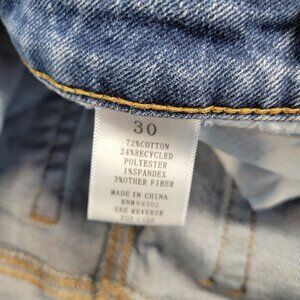 30
72%COTTON
24%RECYCLED
POLYESTER
1%SPANDEX
3%OTHER FIBER
MADE IN CHINA
RN#89302
SEE REVERSE
FOR CARE